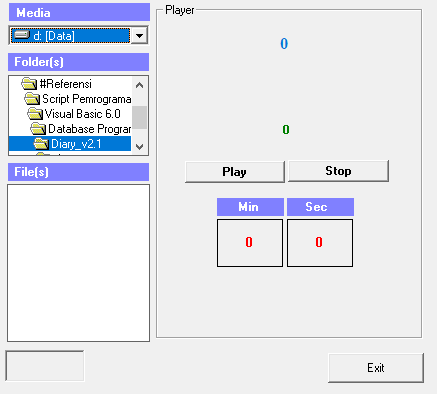 Media
d: [Data]
Folder(s)
#Referensi
Script Pemrograma
Visual Basic 6.0
Database Progran
Diary_v2.1
File(s)
Player
0
0
Play
Stop
Min
Sec
0
0
Exit